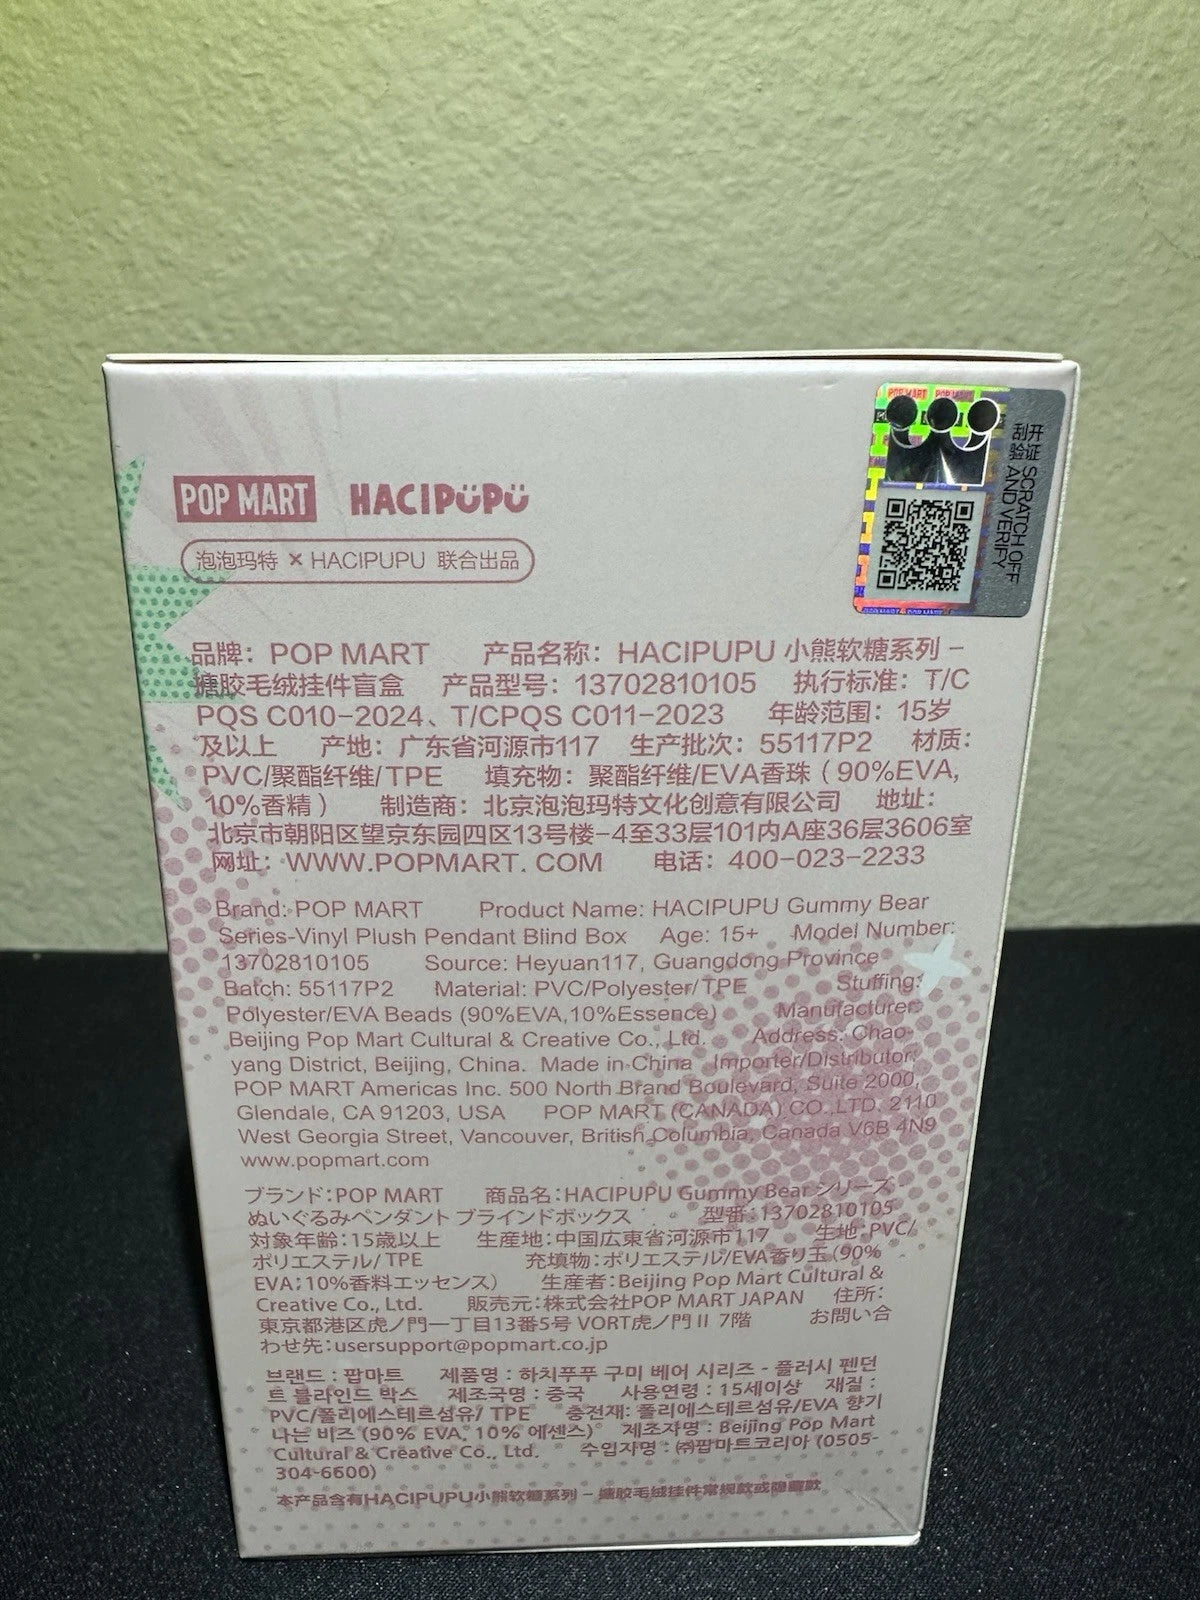 POP MART HACIPÜPÜ
泡泡玛特 × HACIPUPU 联合出品
开证 SCRATCH OFF
刮验 AND VERIFY
POP MART POP MART
品牌：POP MART 产品名称：HACIPUPU 小熊软糖系列 –
搪胶毛绒挂件盲盒 产品型号：13702810105 执行标准：T/C
PQS C010–2024、T/CPQS C011–2023 年龄范围：15岁
及以上 产地：广东省河源市117 生产批次：55117P2 材质：
PVC/聚酯纤维/TPE 填充物：聚酯纤维/EVA香珠（90%EVA，
10%香精） 制造商：北京泡泡玛特文化创意有限公司 地址：
北京市朝阳区望京东园四区13号楼–4至33层101内A座36层3606室
网址：WWW.POPMART.COM 电话：400–023–2233
Brand: POP MART Product Name: HACIPUPU Gummy Bear
Series-Vinyl Plush Pendant Blind Box Age: 15+ Model Number:
13702810105 Source: Heyuan117, Guangdong Province
Batch: 55117P2 Material: PVC/Polyester/TPE Stuffing:
Polyester/EVA Beads (90%EVA,10%Essence) Manufacturer:
Beijing Pop Mart Cultural & Creative Co., Ltd. Address: Chao-
yang District, Beijing, China. Made in China Importer/Distributor:
POP MART Americas Inc. 500 North Brand Boulevard, Suite 2000,
Glendale, CA 91203, USA POP MART (CANADA) CO.,LTD. 2110
West Georgia Street, Vancouver, British Columbia, Canada V6B 4N9
www.popmart.com
ブランド：POP MART 商品名：HACIPUPU Gummy Bear シリーズ
ぬいぐるみペンダント ブラインドボックス 型番：13702810105
対象年齢：15歳以上 生産地：中国広東省河源市117 生地：PVC/
ポリエステル/ TPE 充填物：ポリエステル/EVA香り玉（90%
EVA；10%香料エッセンス） 生産者：Beijing Pop Mart Cultural &
Creative Co., Ltd. 販売元：株式会社POP MART JAPAN 住所：
東京都港区虎ノ門一丁目13番5号 VORT虎ノ門II 7階 お問い合
わせ先：usersupport@popmart.co.jp
브랜드 : 팝마트 제품명 : 하치푸푸 구미 베어 시리즈 - 플러시 펜던
트 블라인드 박스 제조국명 : 중국 사용연령 : 15세이상 재질 :
PVC/폴리에스테르섬유/ TPE 충전재: 폴리에스테르섬유/EVA 향기
나는 비즈 (90% EVA, 10% 에센스) 제조자명 : Beijing Pop Mart
Cultural & Creative Co., Ltd. 수입자명 : ㈜팝마트코리아 (0505-
304-6600)
本产品含有HACIPUPU小熊软糖系列 – 搪胶毛绒挂件常规款或隐藏款